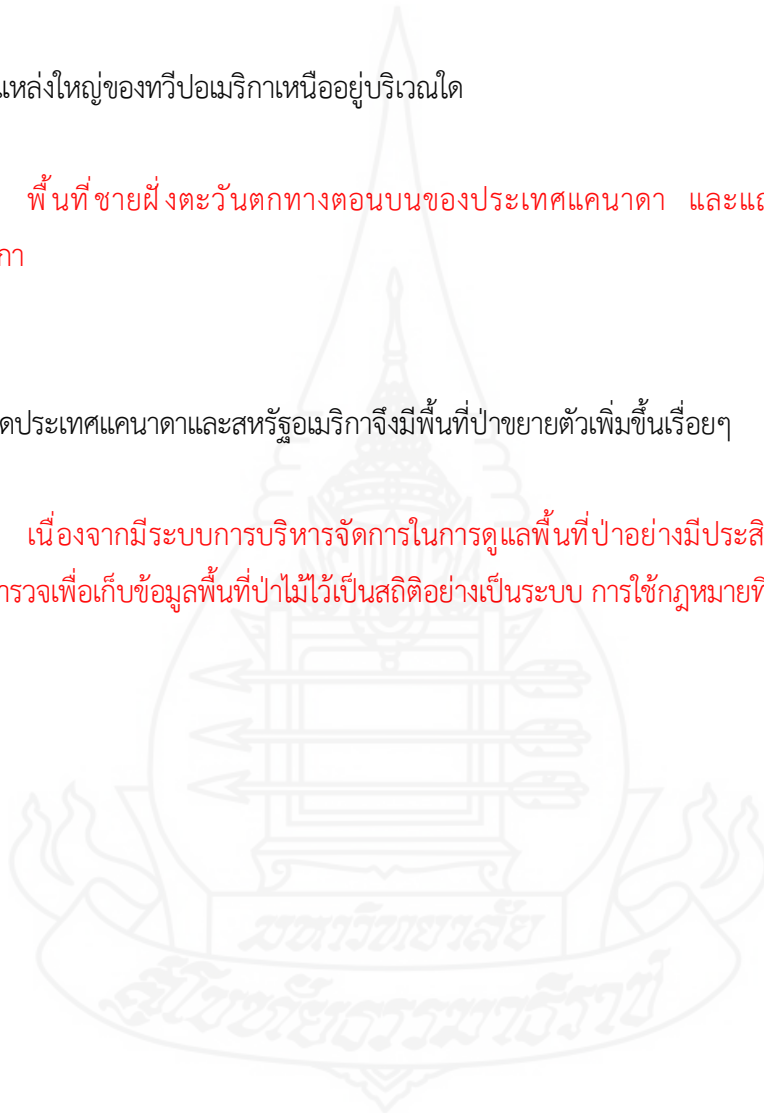 แหล่งใหญ่ของทวีปอเมริกาเหนืออยู่บริเวณใด
พื้นที่ชายฝั่งตะวันตกทางตอนบนของประเทศแคนาดา และ
กา
ประเทศแคนาดาและสหรัฐอเมริกาจึงมีพื้นที่ป่าขยายตัวเพิ่มขึ้นเรื่อยๆ
เนื่องจากมีระบบการบริหารจัดการในการดูแลพื้นที่ป่าอย่างมี
รวจเพื่อเก็บข้อมูลพื้นที่ป่าไม้ไว้เป็นสถิติอย่างเป็นระบบ การใช้กฎหมาย
มหาวิทยาลัย
สุโขทัยธรรมาธิราช